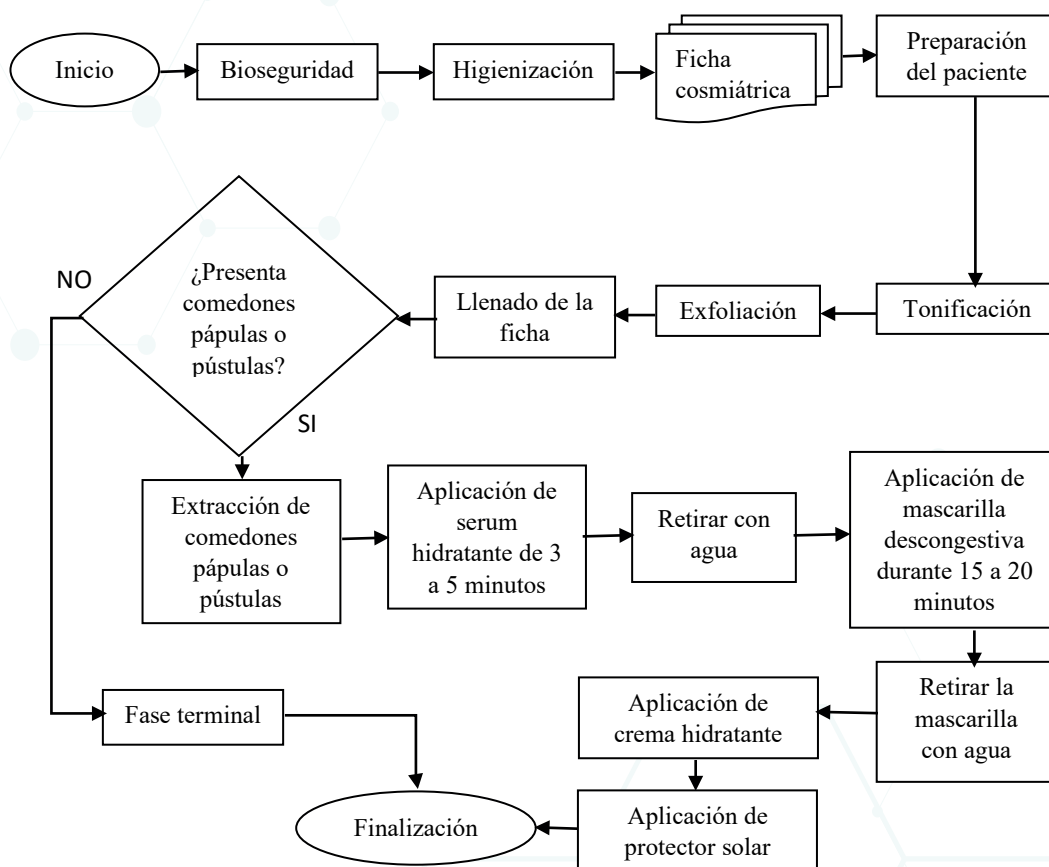 Inicio
Bioseguridad
Higienización
Ficha
cosmiátrica
Preparación
del paciente
Tonificación
Exfoliación
Llenado de la
ficha
¿Presenta
comedones
pápulas o
pústulas?
NO
SI
Extracción de
comedones
pápulas o
pústulas
Aplicación de
serum
hidratante de 3
a 5 minutos
Retirar con
agua
Aplicación de
mascarilla
descongestiva
durante 15 a 20
minutos
Retirar la
mascarilla
con agua
Aplicación de
crema hidratante
Aplicación de
protector solar
Fase terminal
Finalización